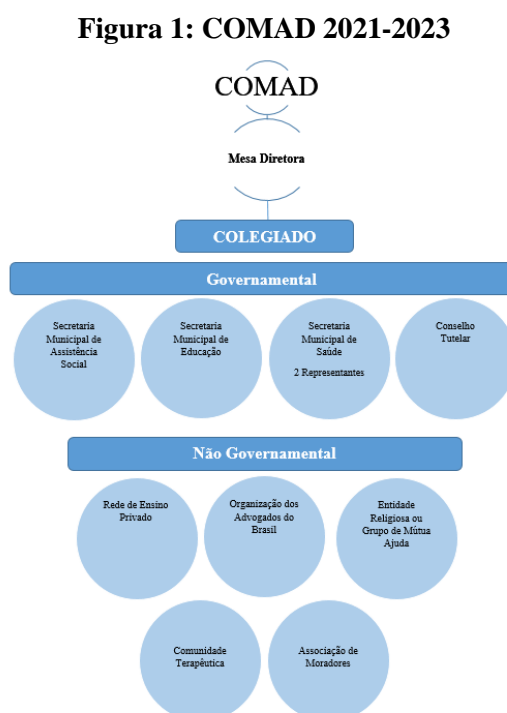 Figura 1: COMAD 2021-2023
COMAD
Mesa Diretora
COLEGIADO
Governamental
Secretaria
Municipal de
Assistência
Social
Secretaria
Municipal de
Educação
Secretaria
Municipal de
Saúde
2 Representantes
Conselho
Tutelar
Não Governamental
Rede de Ensino
Privado
Organização dos
Advogados do
Brasil
Entidade
Religiosa ou
Grupo de Mútua
Ajuda
Comunidade
Terapêutica
Associação de
Moradores